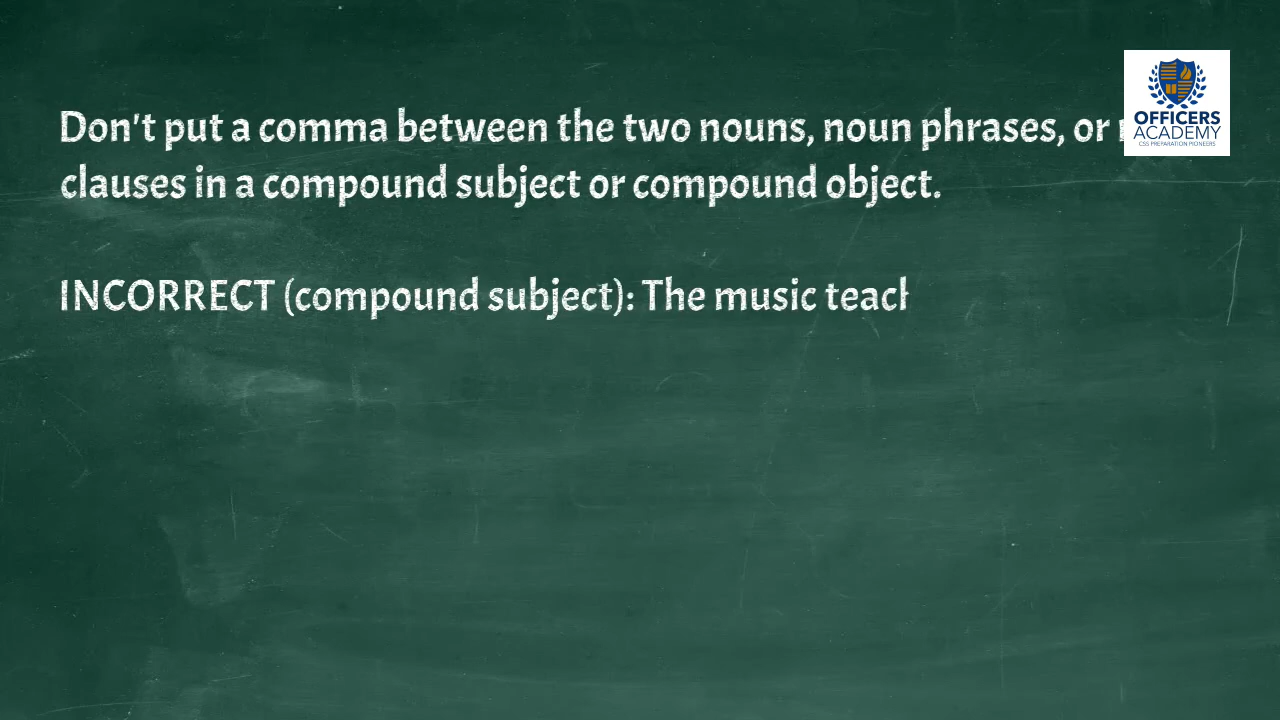 Don't put a comma between the two nouns, noun phrases, or
clauses in a compound subject or compound object.
INCORRECT (compound subject): The music
OFFICERS
ACADEMY
CSS PREPARATION PIONEERS